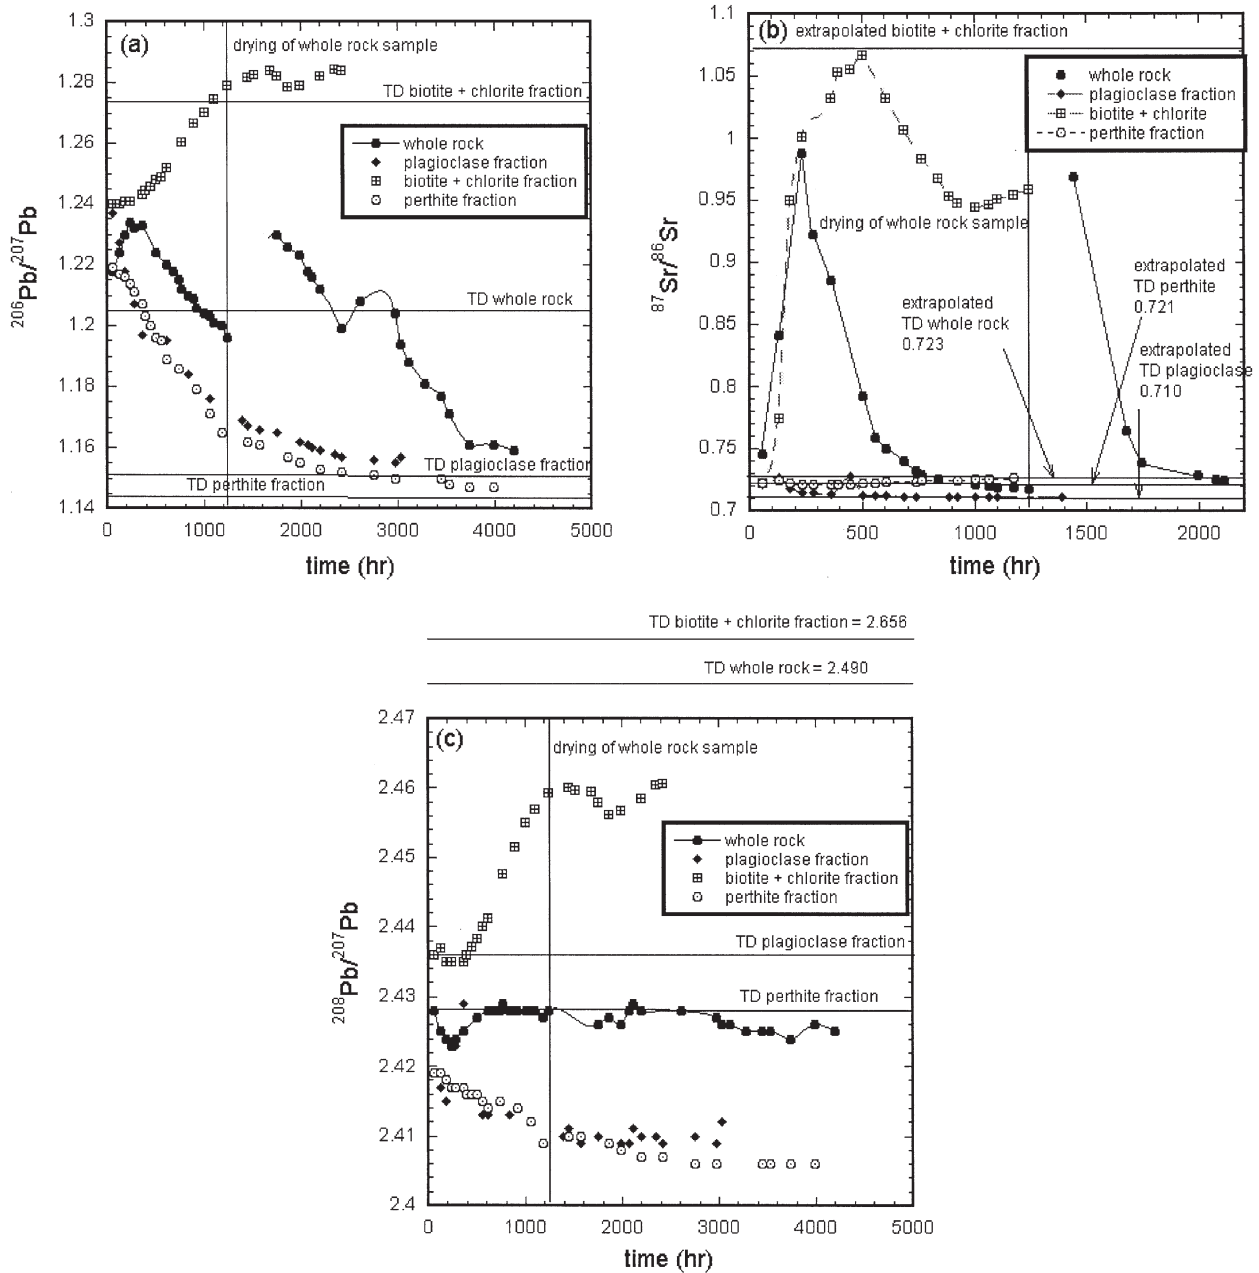 (a)
drying of whole rock sample
TD biotite + chlorite fraction
whole rock
plagioclase fraction
biotite + chlorite fraction
perthite fraction
TD whole rock
TD plagioclase fraction
TD perthite fraction
1.3
1.28
1.26
1.24
1.22
1.2
1.18
1.16
1.14
206Pb/207Pb
0
1000
2000
3000
4000
5000
time (hr)
(b)
extrapolated biotite + chlorite fraction
whole rock
plagioclase fraction
biotite + chlorite
perthite fraction
drying of whole rock sample
extrapolated
TD whole rock
0.723
extrapolated
TD perthite
0.721
extrapolated
TD plagioclase
0.710
1.1
1.05
1
0.95
0.9
0.85
0.8
0.75
0.7
87Sr/86Sr
0
500
1000
1500
2000
time (hr)
TD biotite + chlorite fraction = 2.656
TD whole rock = 2.490
(c)
drying of whole rock sample
whole rock
plagioclase fraction
biotite + chlorite fraction
perthite fraction
TD plagioclase fraction
TD perthite fraction
2.47
2.46
2.45
2.44
2.43
2.42
2.41
2.4
208Pb/207Pb
0
1000
2000
3000
4000
5000
time (hr)